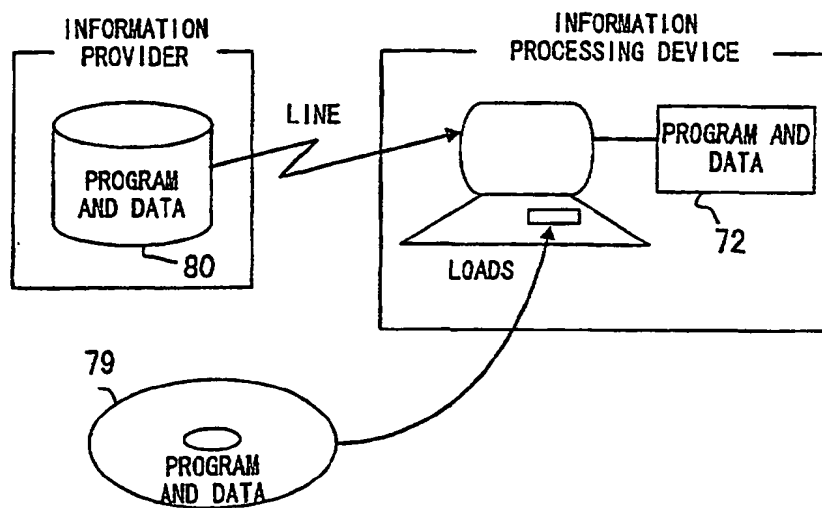 INFORMATION
PROVIDER
INFORMATION
PROCESSING DEVICE
LINE
PROGRAM
AND DATA
80
PROGRAM AND
DATA
72
LOADS
79
PROGRAM
AND DATA